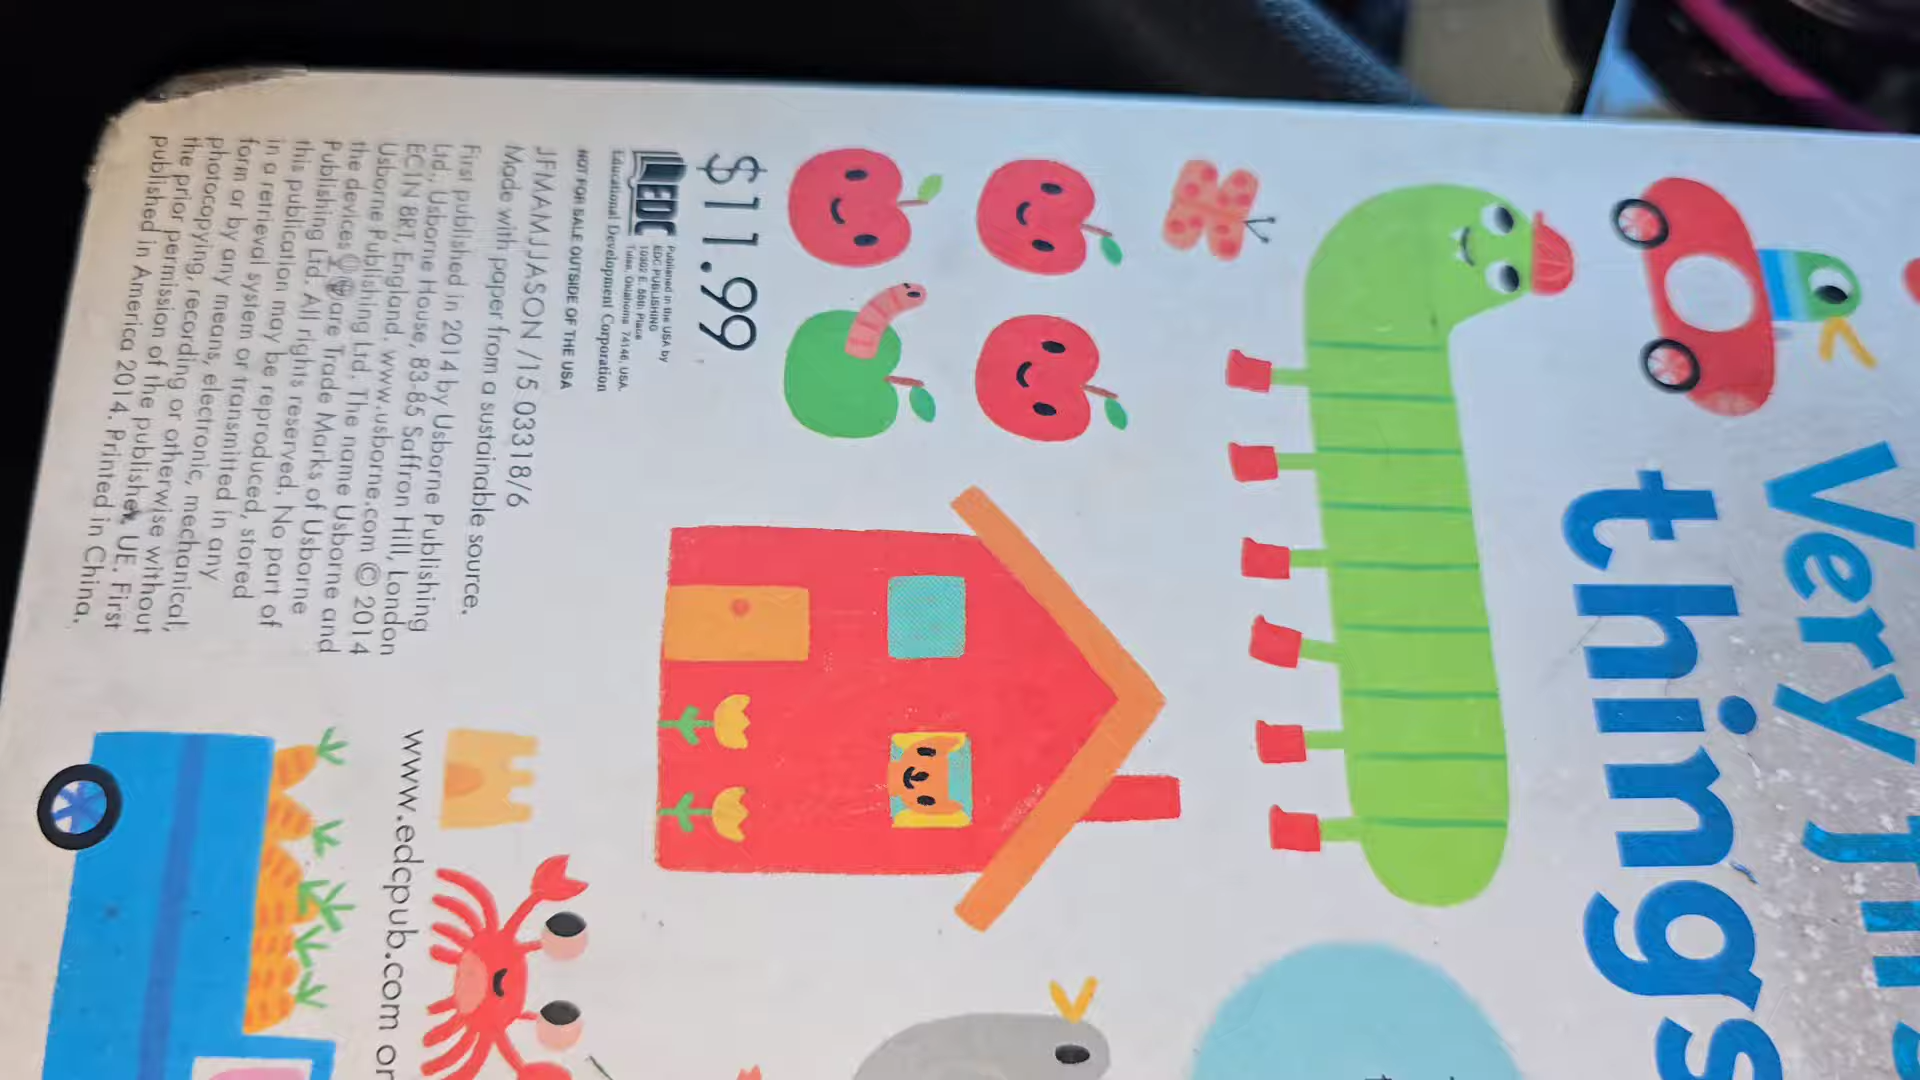 Very firs
things
$11.99
EDC
Published in the USA by
EDC PUBLISHING
10302 E. 55th Place
Tulsa, Oklahoma 74146, USA.
Educational Development Corporation
NOT FOR SALE OUTSIDE OF THE USA
JFMAMJJASON /15 03318/6
Made with paper from a sustainable source.
First published in 2014 by Usborne Publishing
Ltd., Usborne House, 83-85 Saffron Hill, London
EC1N 8RT, England. www.usborne.com © 2014
Usborne Publishing Ltd. The name Usborne and
the devices are Trade Marks of Usborne
Publishing Ltd. All rights reserved. No part of
this publication may be reproduced, stored
in a retrieval system or transmitted in any
form or by any means, electronic, mechanical,
photocopying, recording or otherwise without
the prior permission of the publisher. UE. First
published in America 2014. Printed in China.
www.edcpub.com or